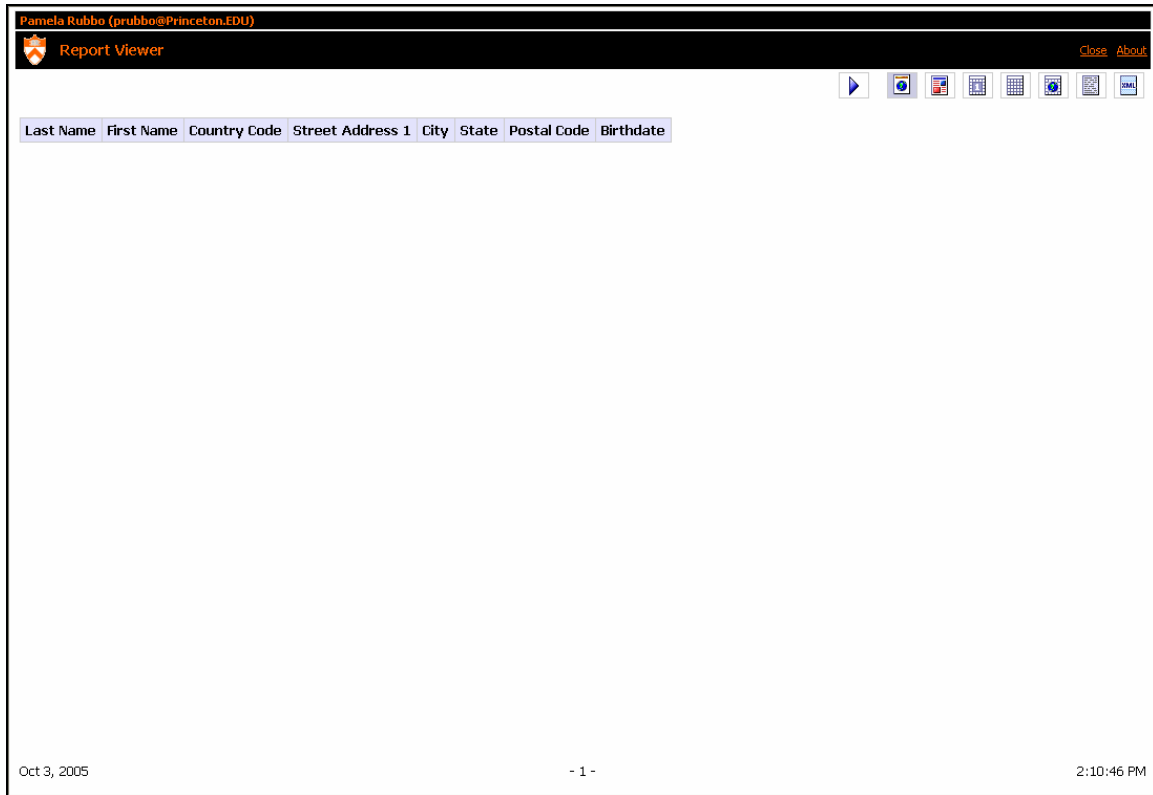 Pamela Rubbo (prubbo@Princeton.EDU)
Report Viewer
Close About
XML
Last Name First Name Country Code Street Address 1 City State Postal Code Birthdate
Oct 3, 2005 - 1 - 2:10:46 PM